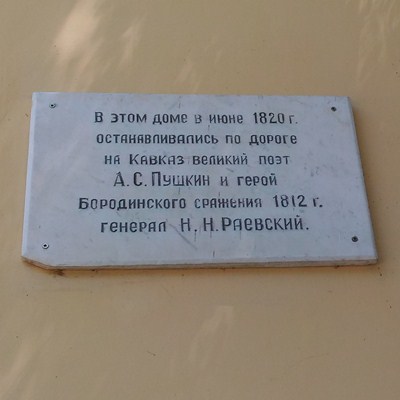 В этом доме в июне 1820 г.
останавливались по дороге
на Кавказ великий поэт
А.С. Пушкин и герой
Бородинского сражения 1812 г.
генерал Н.Н. Раевский.